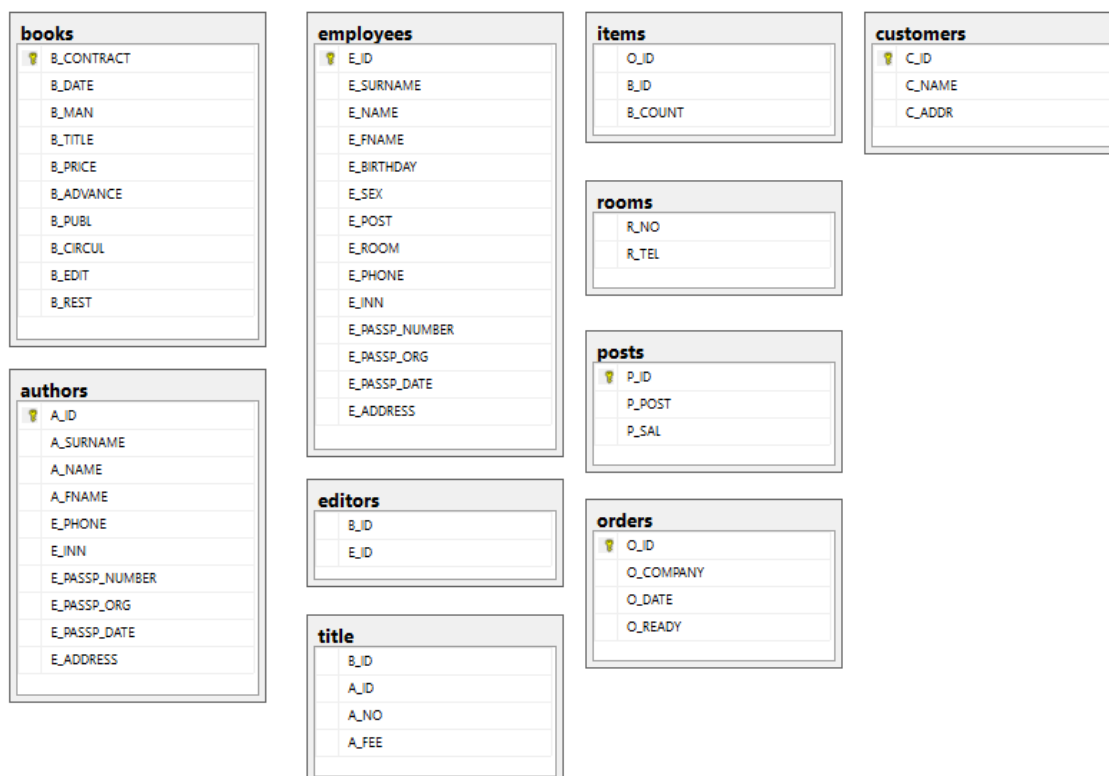 books
B_CONTRACT
B_DATE
B_MAN
B_TITLE
B_PRICE
B_ADVANCE
B_PUBL
B_CIRCUL
B_EDIT
B_REST
authors
A_ID
A_SURNAME
A_NAME
A_FNAME
E_PHONE
E_INN
E_PASSP_NUMBER
E_PASSP_ORG
E_PASSP_DATE
E_ADDRESS
employees
E_ID
E_SURNAME
E_NAME
E_FNAME
E_BIRTHDAY
E_SEX
E_POST
E_ROOM
E_PHONE
E_INN
E_PASSP_NUMBER
E_PASSP_ORG
E_PASSP_DATE
E_ADDRESS
editors
B_ID
E_ID
title
B_ID
A_ID
A_NO
A_FEE
items
O_ID
B_ID
B_COUNT
rooms
R_NO
R_TEL
posts
P_ID
P_POST
P_SAL
orders
O_ID
O_COMPANY
O_DATE
O_READY
customers
C_ID
C_NAME
C_ADDR